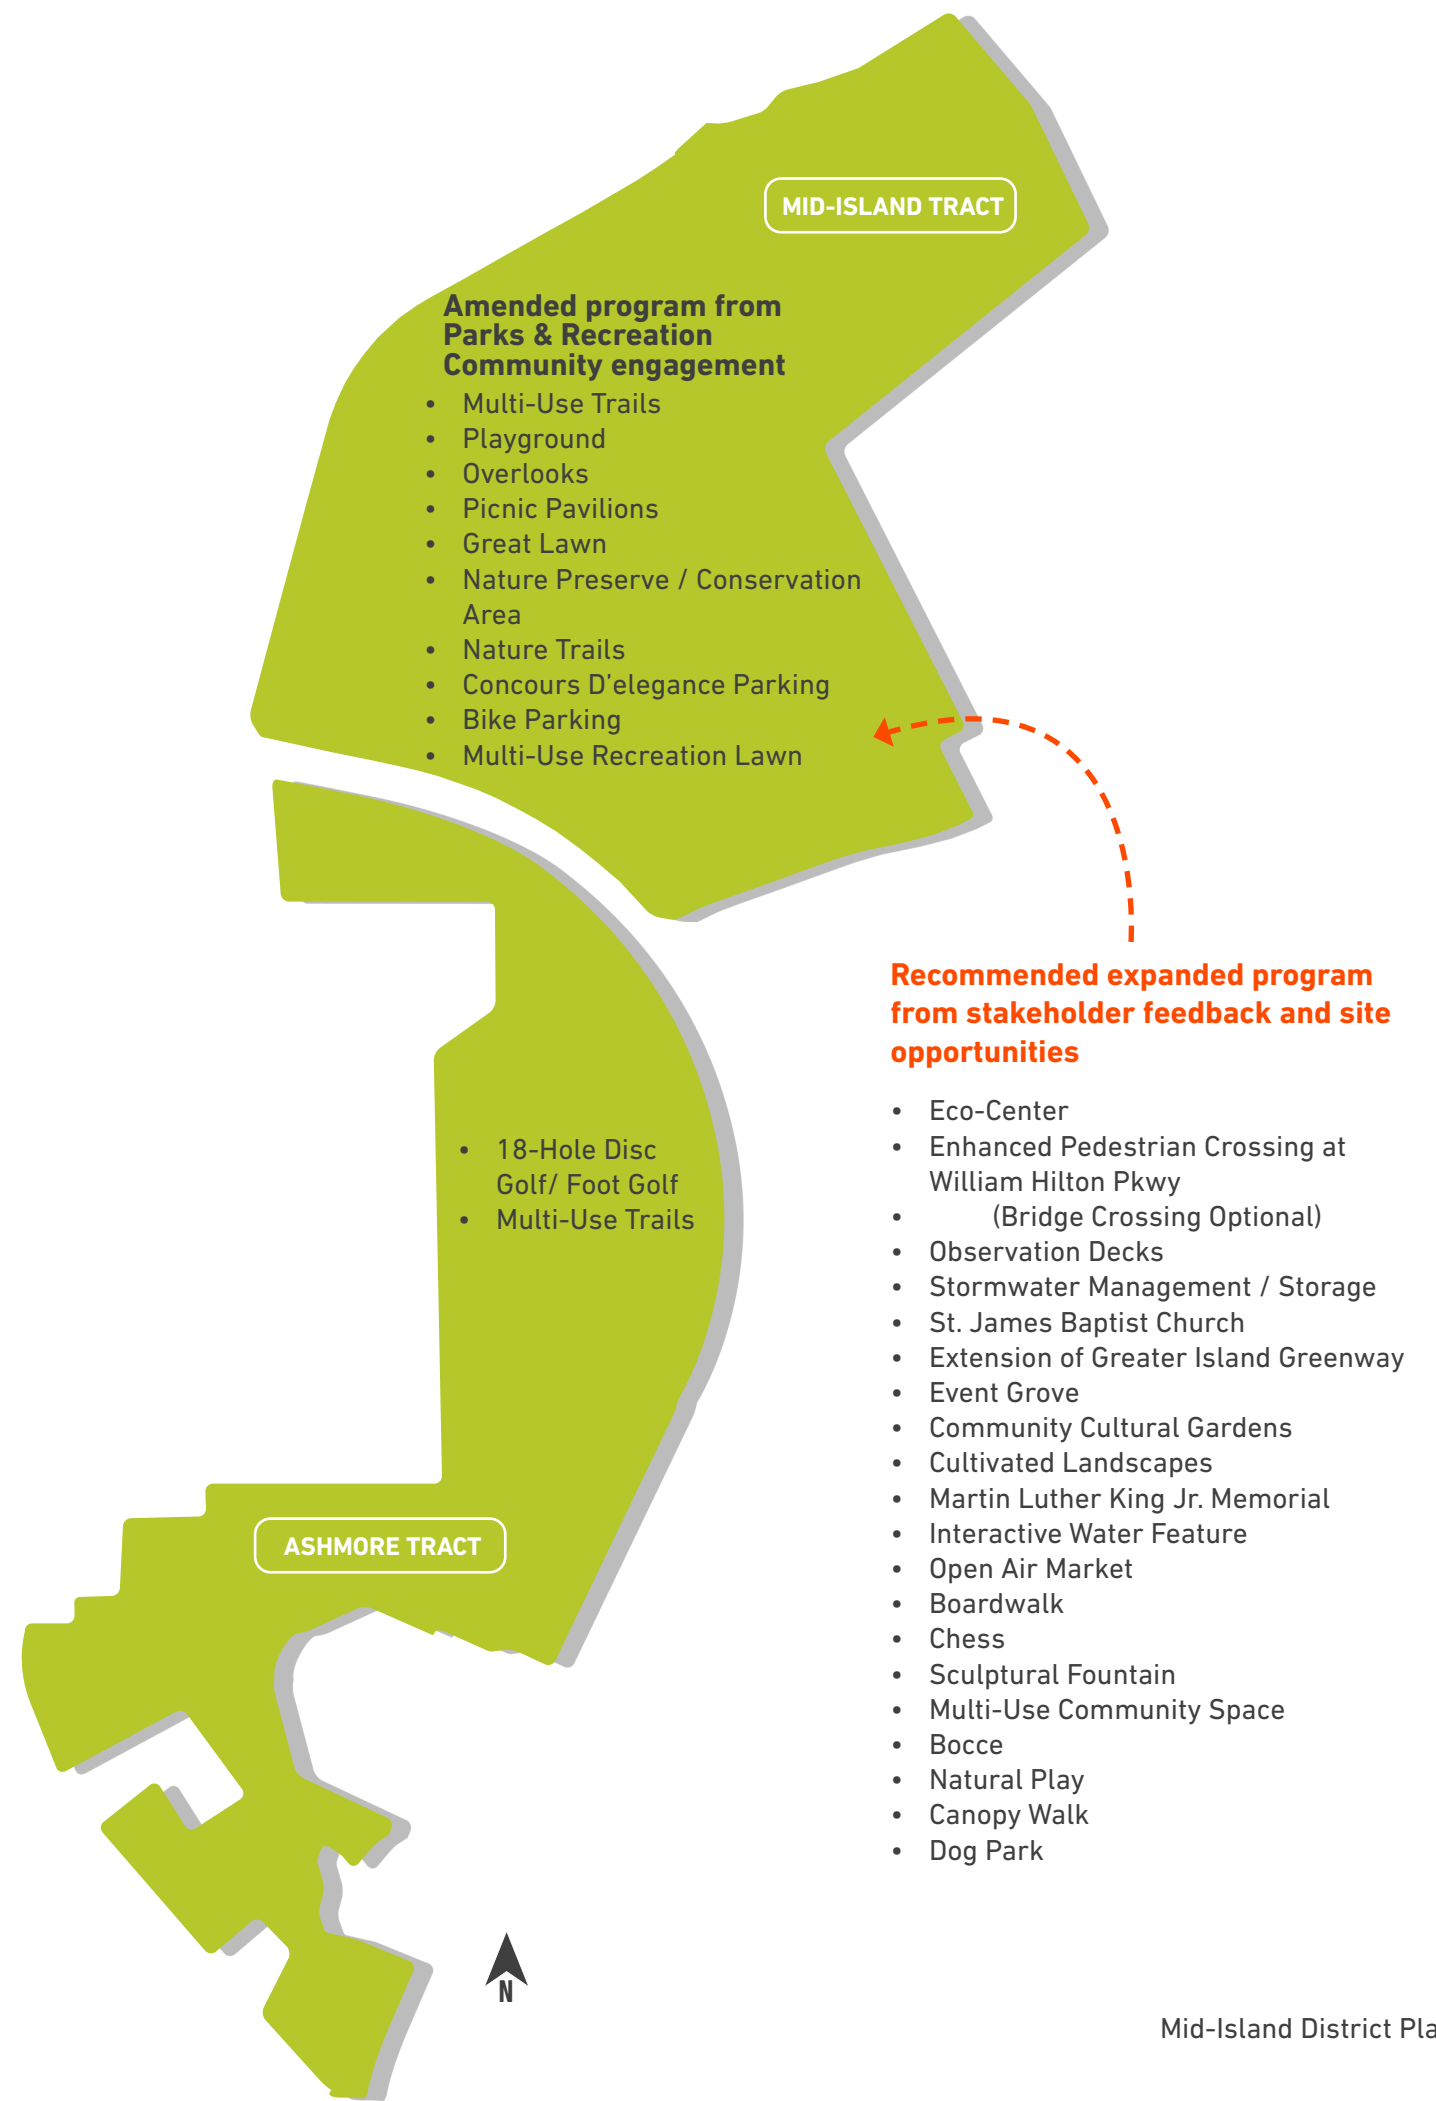 MID-ISLAND TRACT
Amended program from
Parks & Recreation
Community engagement
• Multi-Use Trails
• Playground
• Overlooks
• Picnic Pavilions
• Great Lawn
• Nature Preserve / Conservation
Area
• Nature Trails
• Concours D’elegance Parking
• Bike Parking
• Multi-Use Recreation Lawn
Recommended expanded program
from stakeholder feedback and site
opportunities
• Eco-Center
• Enhanced Pedestrian Crossing at
William Hilton Pkwy
• (Bridge Crossing Optional)
• Observation Decks
• Stormwater Management / Storage
• St. James Baptist Church
• Extension of Greater Island Greenway
• Event Grove
• Community Cultural Gardens
• Cultivated Landscapes
• Martin Luther King Jr. Memorial
• Interactive Water Feature
• Open Air Market
• Boardwalk
• Chess
• Sculptural Fountain
• Multi-Use Community Space
• Bocce
• Natural Play
• Canopy Walk
• Dog Park
• 18-Hole Disc
Golf/ Foot Golf
• Multi-Use Trails
ASHMORE TRACT
N
Mid-Island District Pla